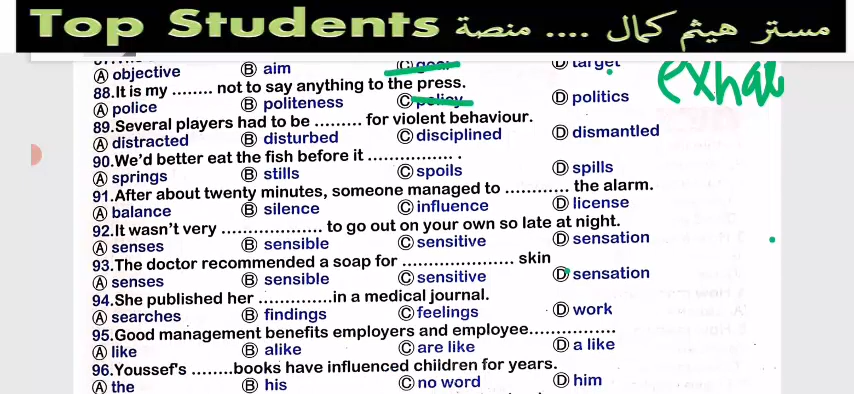 Top Students مستر هيثم كمال .... منصة
Ⓐ objective Ⓑ aim Ⓒ goal Ⓓ target
exha
88.It is my ........ not to say anything to the press.
Ⓐ police Ⓑ politeness Ⓒ policy Ⓓ politics
89.Several players had to be ......... for violent behaviour.
Ⓐ distracted Ⓑ disturbed Ⓒ disciplined Ⓓ dismantled
90.We'd better eat the fish before it ................ .
Ⓐ springs Ⓑ stills Ⓒ spoils Ⓓ spills
91.After about twenty minutes, someone managed to ............ the alarm.
Ⓐ balance Ⓑ silence Ⓒ influence Ⓓ license
92.It wasn't very ................... to go out on your own so late at night.
Ⓐ senses Ⓑ sensible Ⓒ sensitive Ⓓ sensation
93.The doctor recommended a soap for ..................... skin
Ⓐ senses Ⓑ sensible Ⓒ sensitive Ⓓ sensation
94.She published her ..............in a medical journal.
Ⓐ searches Ⓑ findings Ⓒ feelings Ⓓ work
95.Good management benefits employers and employee................
Ⓐ like Ⓑ alike Ⓒ are like Ⓓ a like
96.Youssef's ........books have influenced children for years.
Ⓐ the Ⓑ his Ⓒ no word Ⓓ him